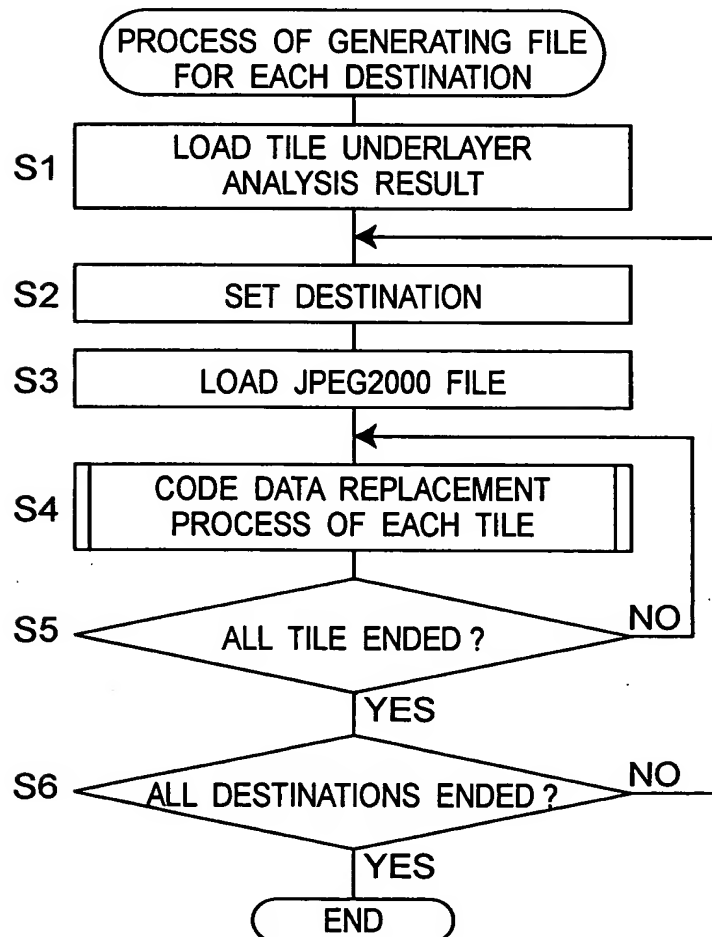 PROCESS OF GENERATING FILE
FOR EACH DESTINATION
S1
LOAD TILE UNDERLAYER
ANALYSIS RESULT
S2
SET DESTINATION
S3
LOAD JPEG2000 FILE
S4
CODE DATA REPLACEMENT
PROCESS OF EACH TILE
S5
ALL TILE ENDED ?
NO
YES
S6
ALL DESTINATIONS ENDED ?
NO
YES
END